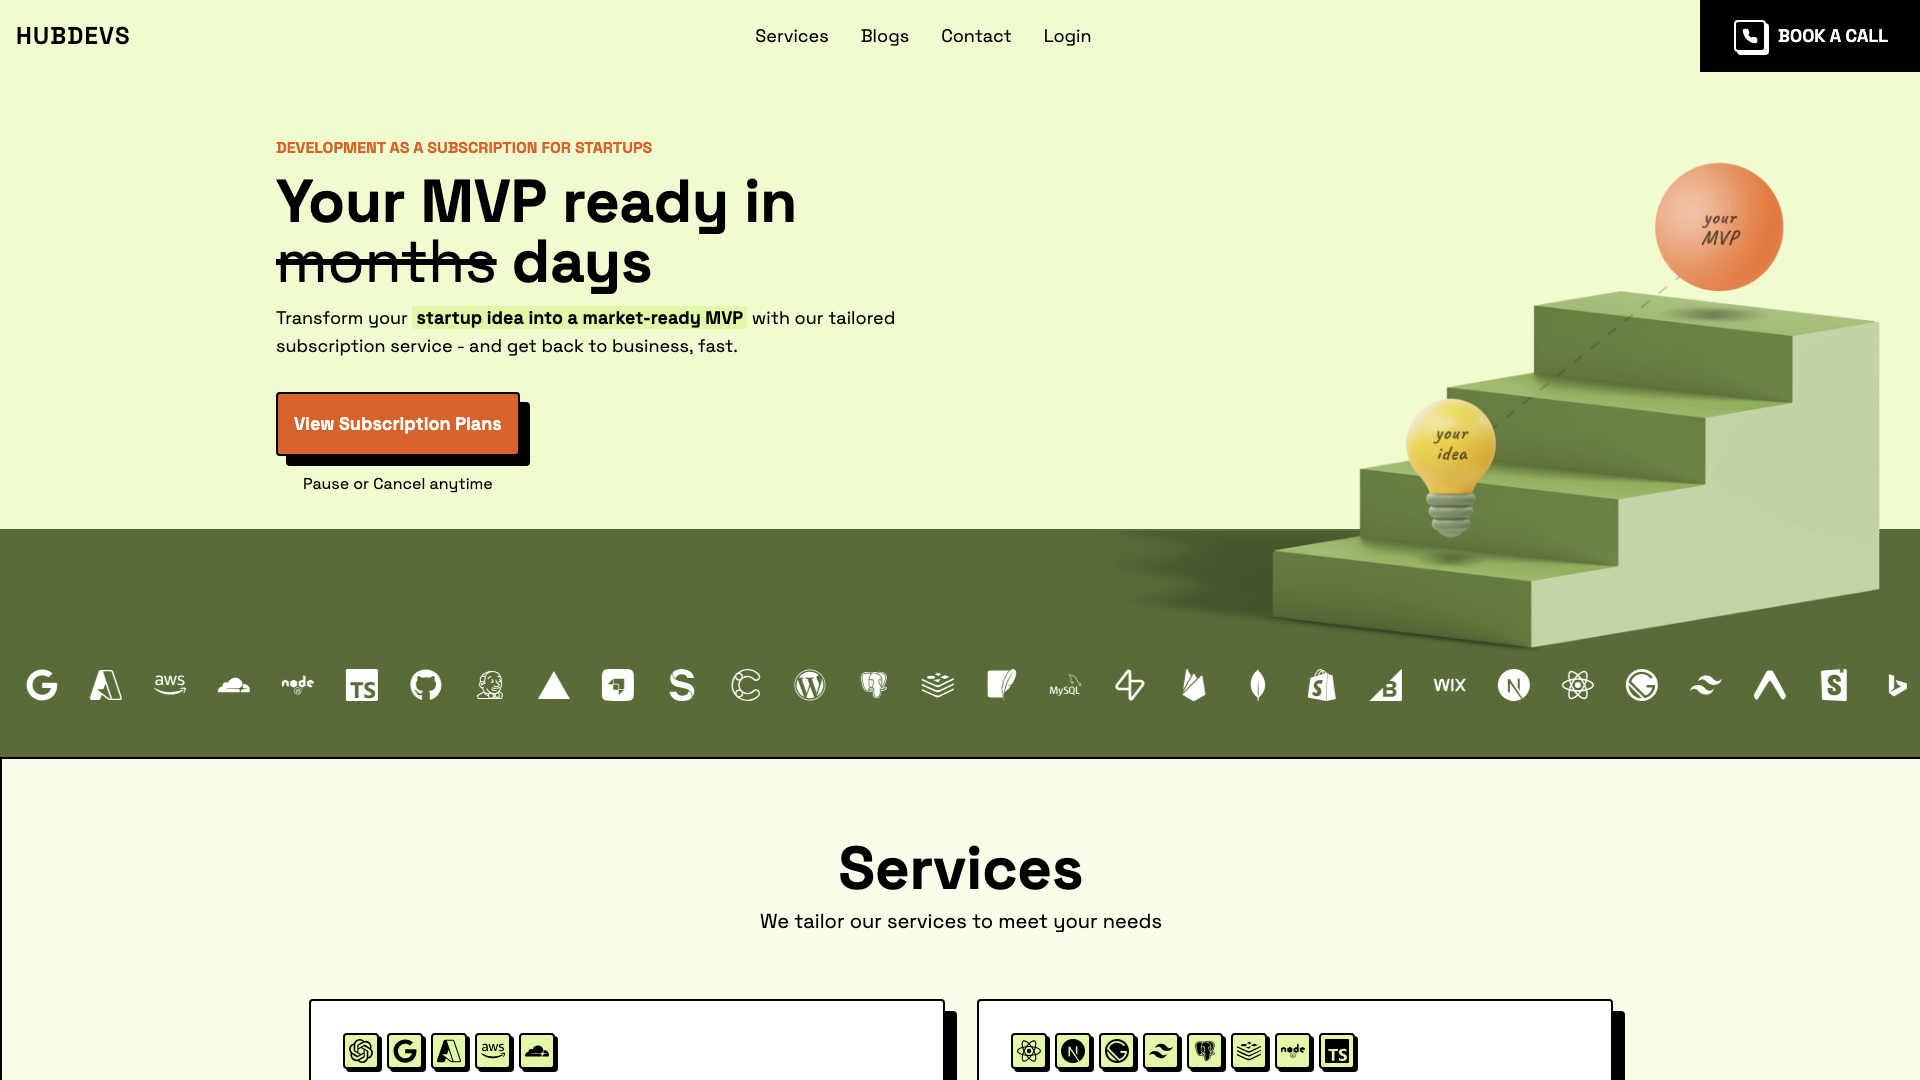 HUBDEVS
Services
Blogs
Contact
Login
BOOK A CALL
DEVELOPMENT AS A SUBSCRIPTION FOR STARTUPS
Your MVP ready in
months days
Transform your startup idea into a market-ready MVP with our tailored
subscription service - and get back to business, fast.
View Subscription Plans
Pause or Cancel anytime
your
MVP
your
idea
aws
node
TS
MySQL
WIX
Services
We tailor our services to meet your needs
aws
node
TS